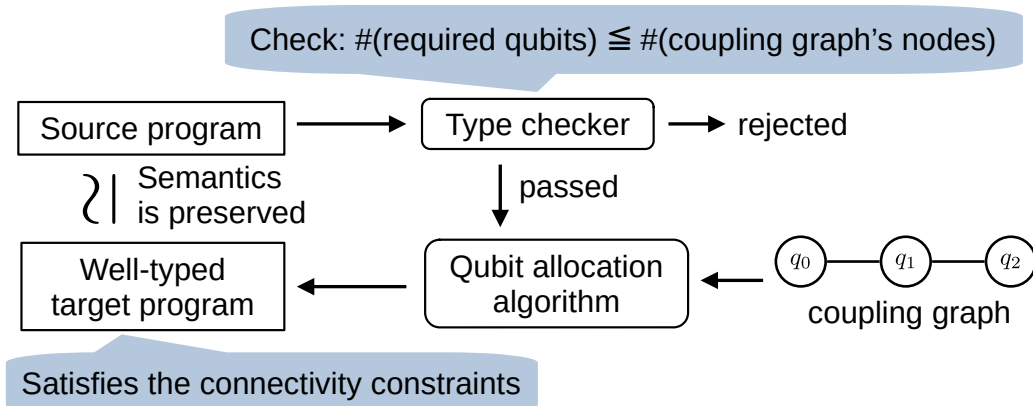 Check: #(required qubits) ≦ #(coupling graph's nodes)
Source program
Type checker
rejected
Semantics
is preserved
passed
Well-typed
target program
Qubit allocation
algorithm
q0
q1
q2
coupling graph
Satisfies the connectivity constraints